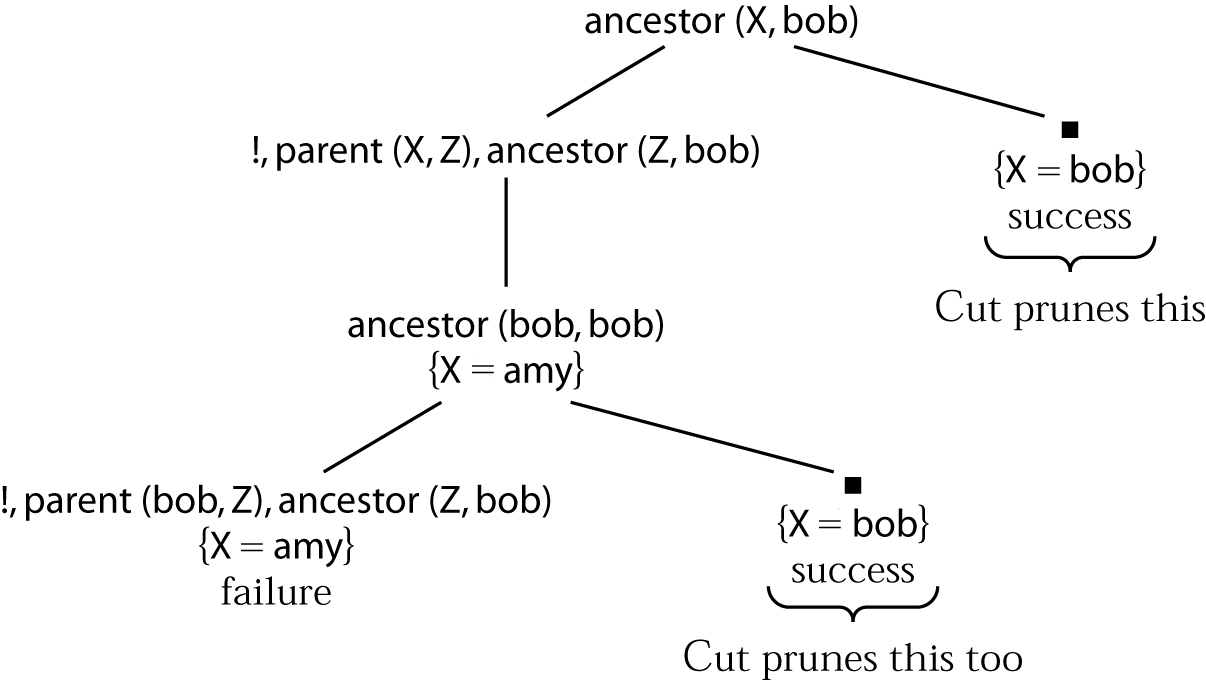 ancestor (X, bob)
!, parent (X, Z), ancestor (Z, bob)
{X = bob}
success
Cut prunes this
ancestor (bob, bob)
{X = amy}
!, parent (bob, Z), ancestor (Z, bob)
{X = amy}
failure
{X = bob}
success
Cut prunes this too